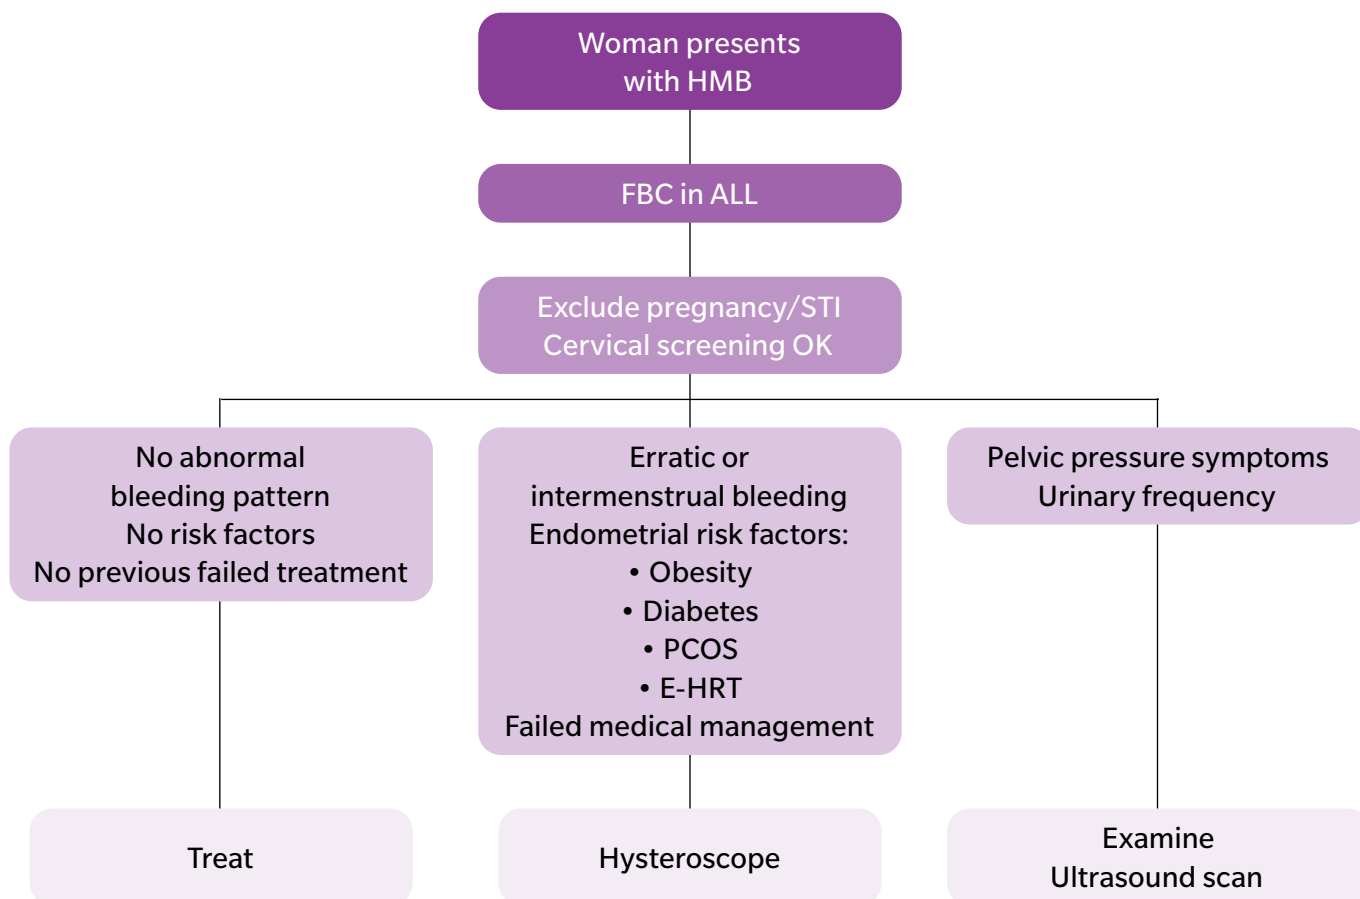 Woman presents
with HMB
FBC in ALL
Exclude pregnancy/STI
Cervical screening OK
No abnormal
bleeding pattern
No risk factors
No previous failed treatment
Erratic or
intermenstrual bleeding
Endometrial risk factors:
• Obesity
• Diabetes
• PCOS
• E-HRT
Failed medical management
Pelvic pressure symptoms
Urinary frequency
Treat
Hysteroscope
Examine
Ultrasound scan